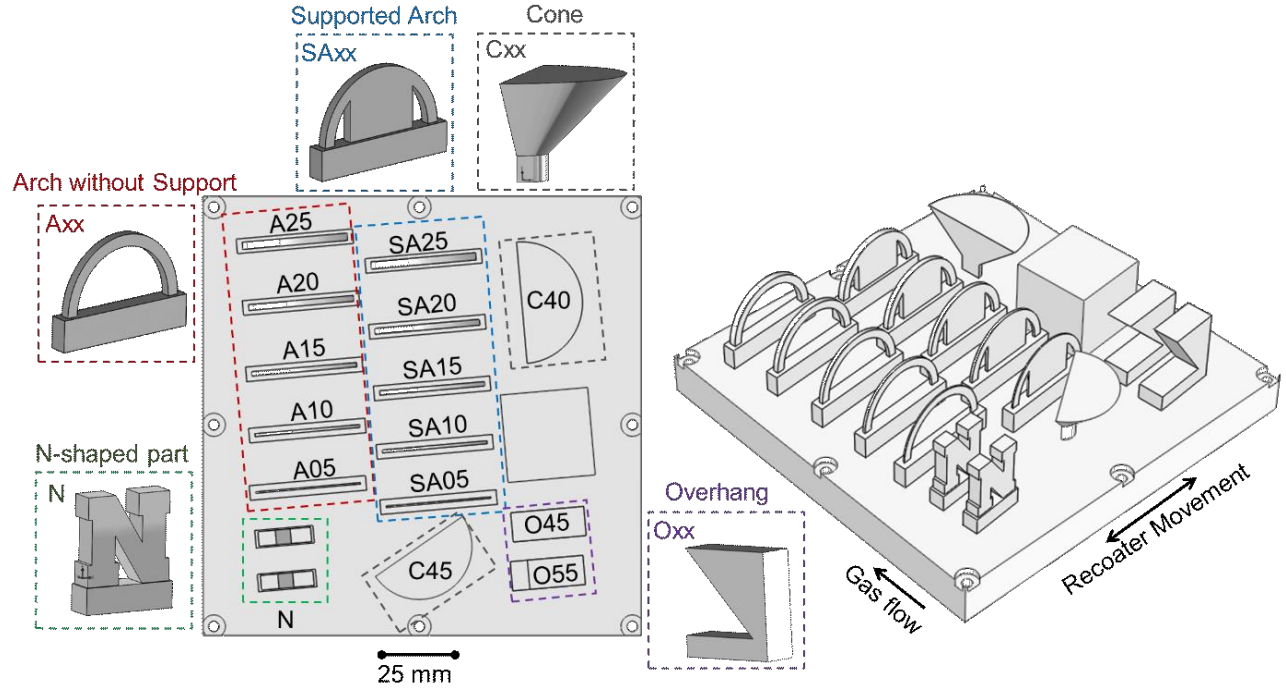 Supported Arch
SAxx
Cone
Cxx
Arch without Support
Axx
A25
SA25
A20
SA20
C40
A15
SA15
A10
SA10
A05
SA05
N-shaped part
N
C45
O45
O55
N
25 mm
Overhang
Oxx
Gas flow
Recoater Movement